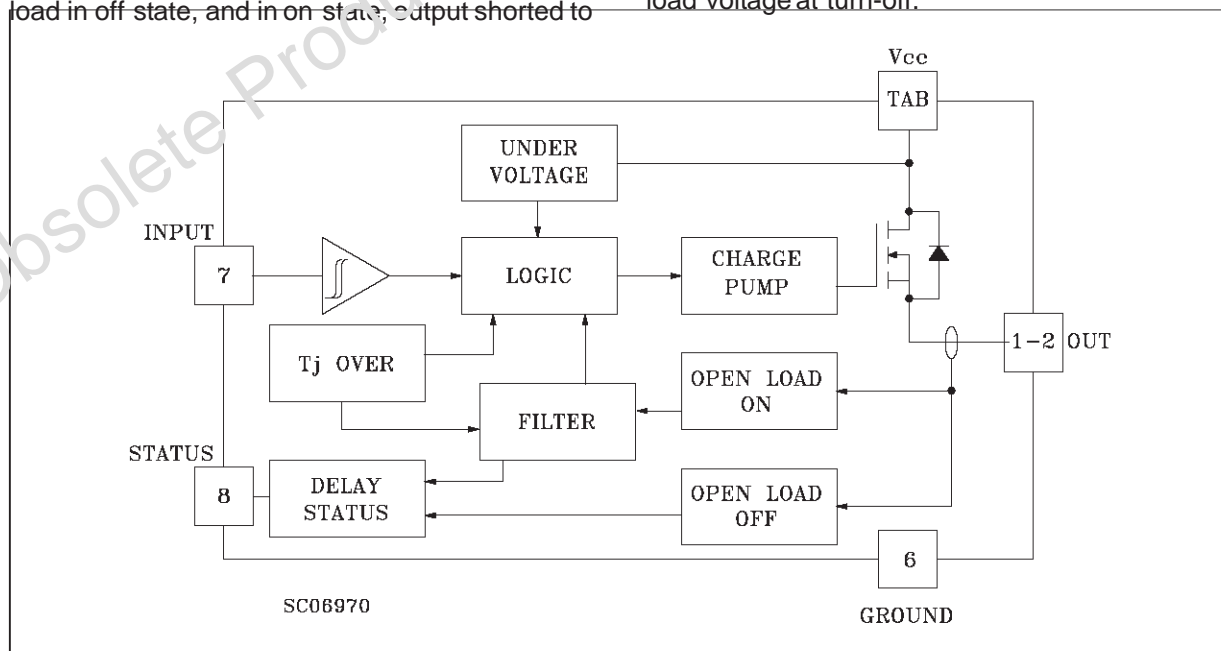 load in off state, and in on state, output shorted to
load voltage at turn-off.
Obsolete Produ
Vcc
TAB
UNDER
VOLTAGE
INPUT
7
LOGIC
CHARGE
PUMP
1-2 OUT
Tj OVER
OPEN LOAD
ON
FILTER
STATUS
8
DELAY
STATUS
OPEN LOAD
OFF
6
SC06970
GROUND